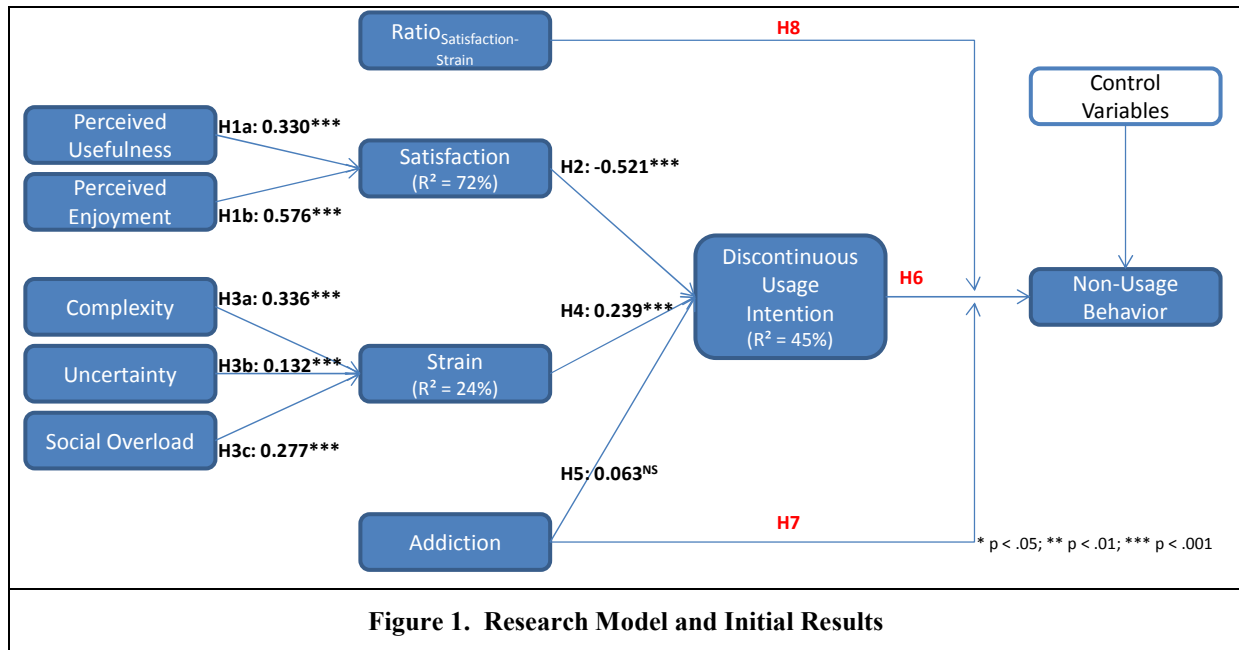 Ratio Satisfaction-
Strain
H8
Control
Variables
Perceived
Usefulness
H1a: 0.330***
Satisfaction
(R² = 72%)
H2: -0.521***
Perceived
Enjoyment
H1b: 0.576***
Discontinuous
Usage
Intention
(R² = 45%)
H6
Non-Usage
Behavior
Complexity
H3a: 0.336***
H4: 0.239***
Uncertainty
H3b: 0.132***
Strain
(R² = 24%)
Social Overload
H3c: 0.277***
H5: 0.063NS
Addiction
H7
* p < .05; ** p < .01; *** p < .001
Figure 1. Research Model and Initial Results